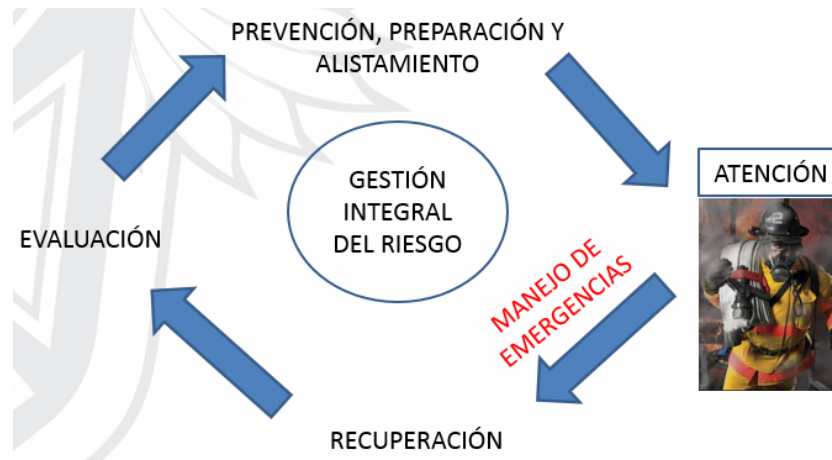 PREVENCIÓN, PREPARACIÓN Y
ALISTAMIENTO
ATENCIÓN
GESTIÓN
INTEGRAL
DEL RIESGO
EVALUACIÓN
MANEJO DE
EMERGENCIAS
RECUPERACIÓN